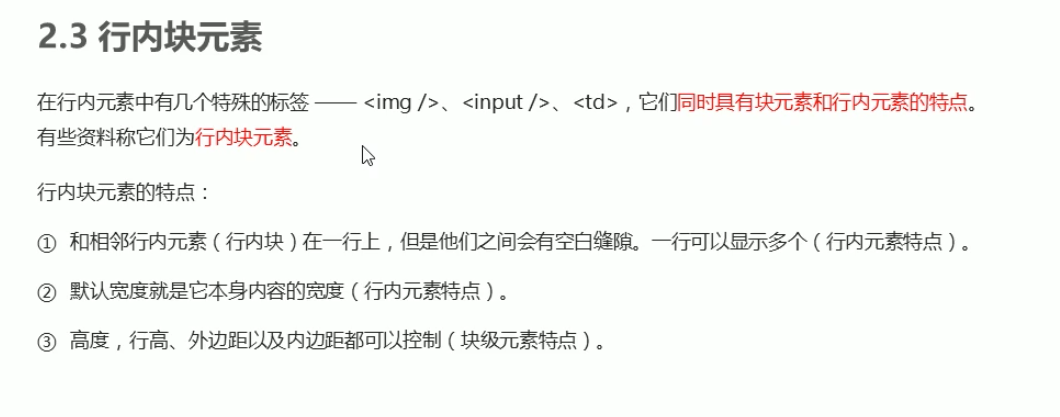 2.3 行内块元素
在行内元素中有几个特殊的标签 —— <img />、<input />、<td>，它们同时具有块元素和行内元素的特点。
有些资料称它们为行内块元素。
行内块元素的特点：
① 和相邻行内元素（行内块）在一行上，但是他们之间会有空白缝隙。一行可以显示多个（行内元素特点）。
② 默认宽度就是它本身内容的宽度（行内元素特点）。
③ 高度，行高、外边距以及内边距都可以控制（块级元素特点）。